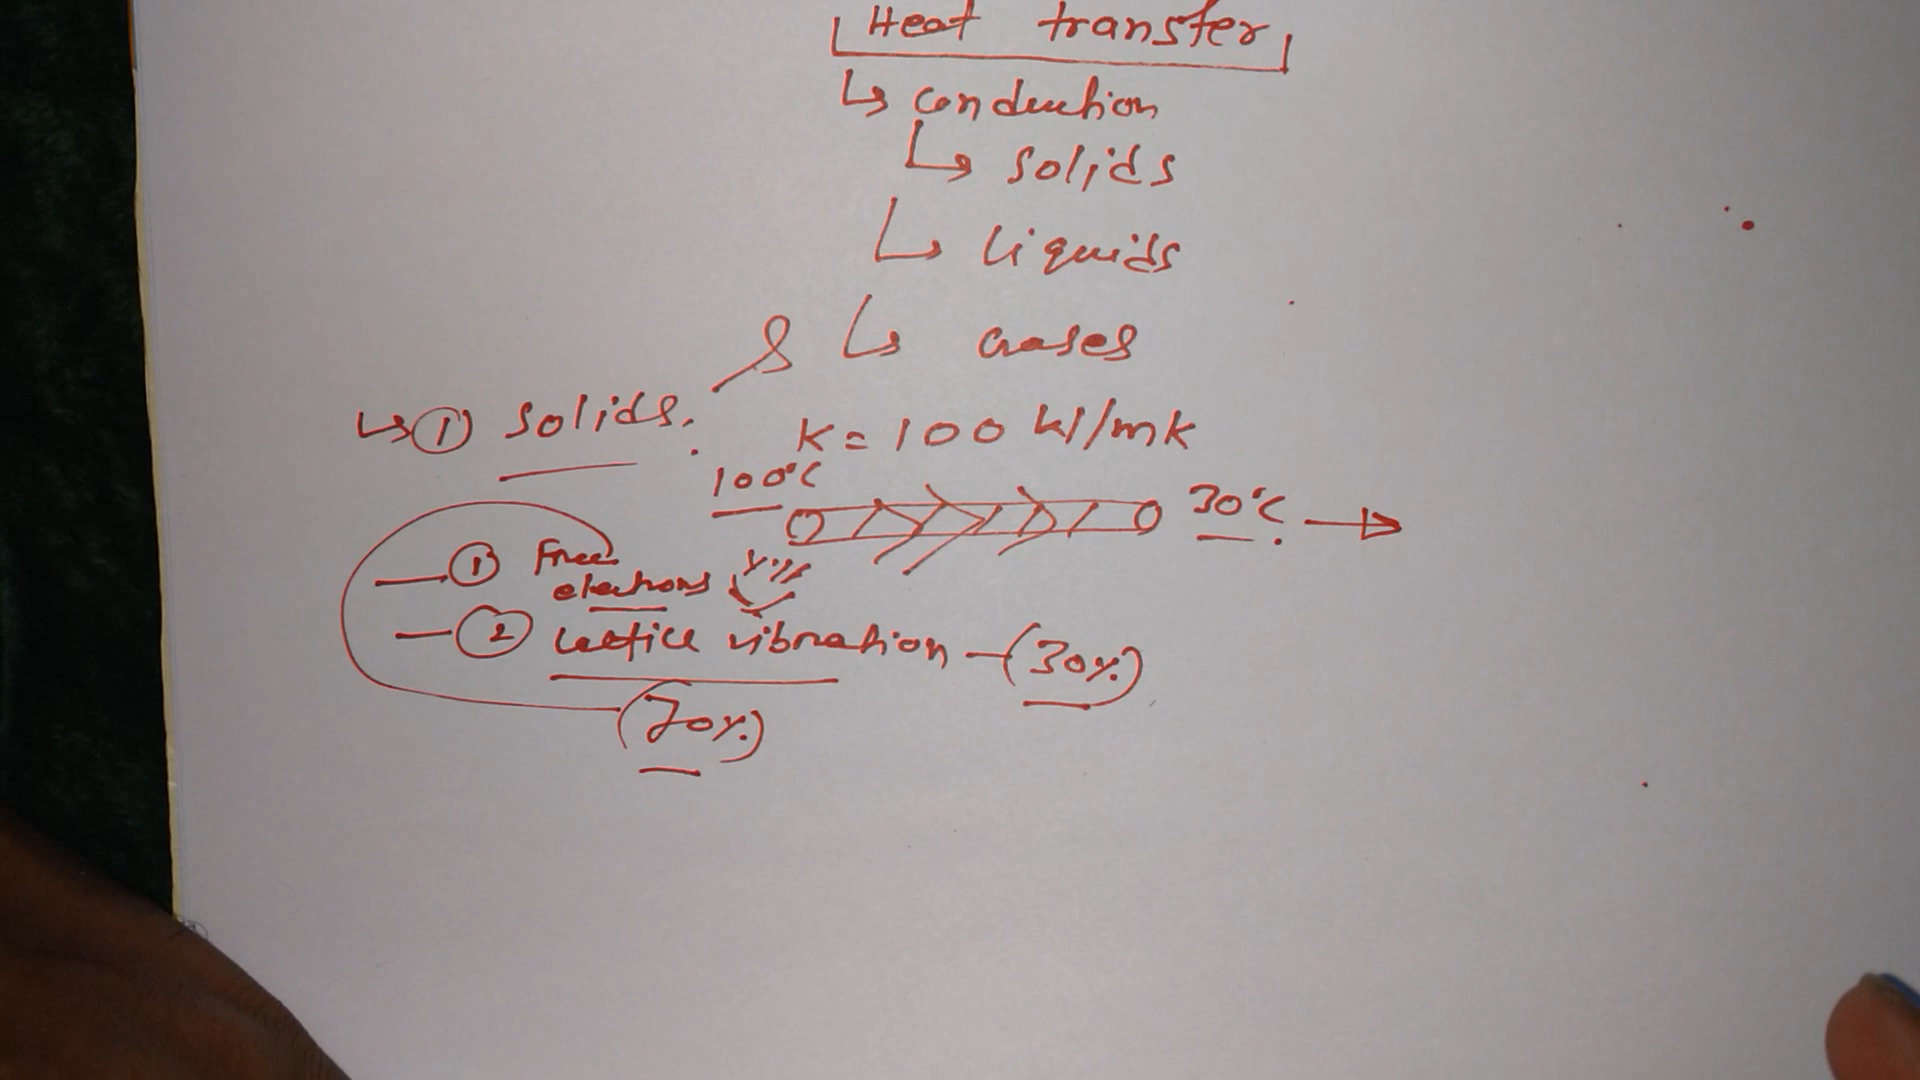 Heat transfer
↳ conduction
↳ solids
↳ liquids
↳ Gases
↳ ① solids.
K = 100 W/mk
100°C
30°C
① Free
electrons
② Lattice vibration - (30%)
(70%)